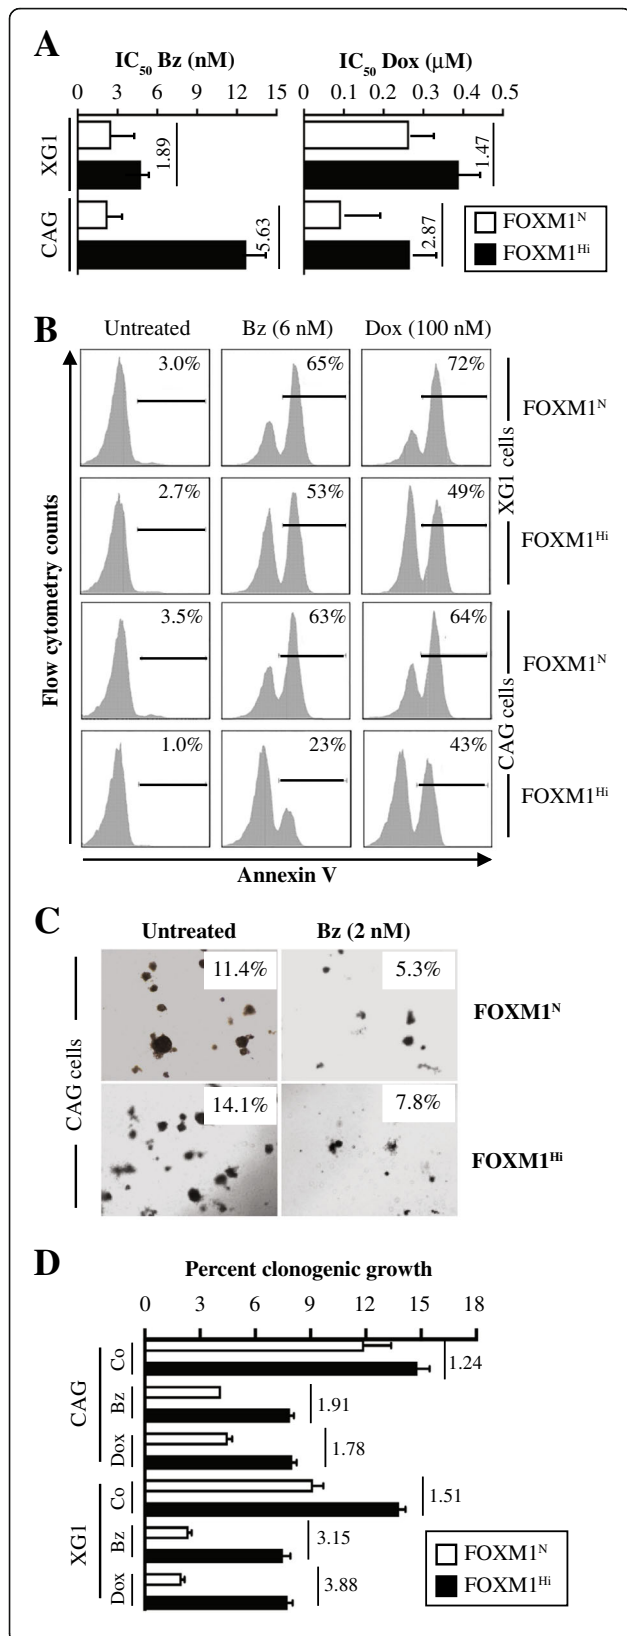 A
IC50 Bz (nM)
IC50 Dox (μM)
0 3 6 9 12 15
0 0.1 0.2 0.3 0.4 0.5
XG1
1.89
1.47
CAG
5.63
2.87
FOXM1N
FOXM1Hi
B
Untreated
Bz (6 nM)
Dox (100 nM)
Flow cytometry counts
3.0%
65%
72%
FOXM1N
XG1 cells
2.7%
53%
49%
FOXM1Hi
3.5%
63%
64%
FOXM1N
CAG cells
1.0%
23%
43%
FOXM1Hi
Annexin V
C
Untreated
Bz (2 nM)
CAG cells
11.4%
5.3%
FOXM1N
14.1%
7.8%
FOXM1Hi
D
Percent clonogenic growth
0 3 6 9 12 15 18
CAG
Co
1.24
Bz
1.91
Dox
1.78
XG1
Co
1.51
Bz
3.15
Dox
3.88
FOXM1N
FOXM1Hi